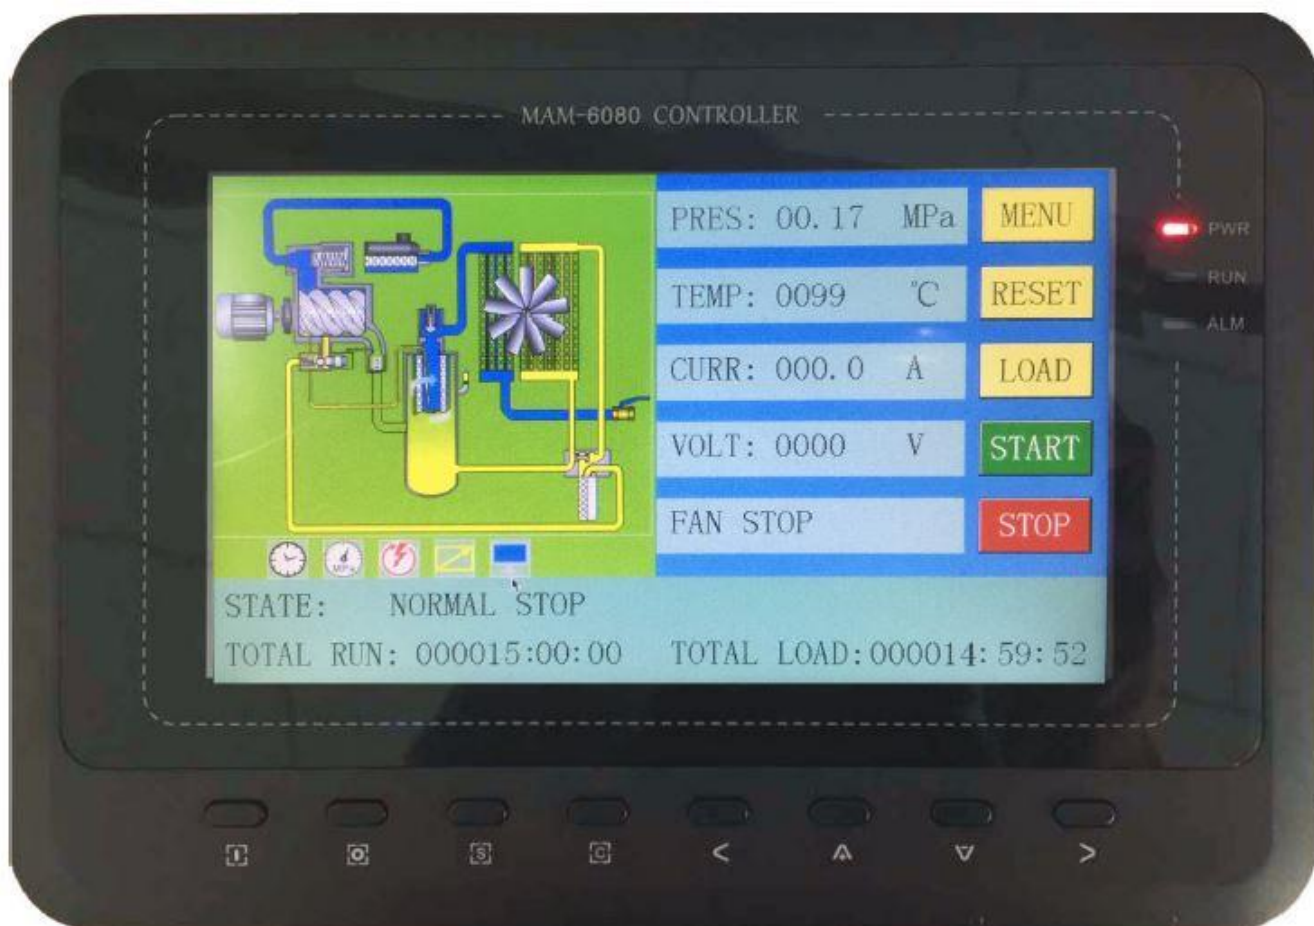 MAM-6080 CONTROLLER
PRES: 00.17 MPa MENU
TEMP: 0099 ℃ RESET
CURR: 000.0 A LOAD
VOLT: 0000 V START
FAN STOP STOP
PWR
RUN
ALM
MPa
STATE: NORMAL STOP
TOTAL RUN: 000015:00:00 TOTAL LOAD:000014:59:52
I O S C < >